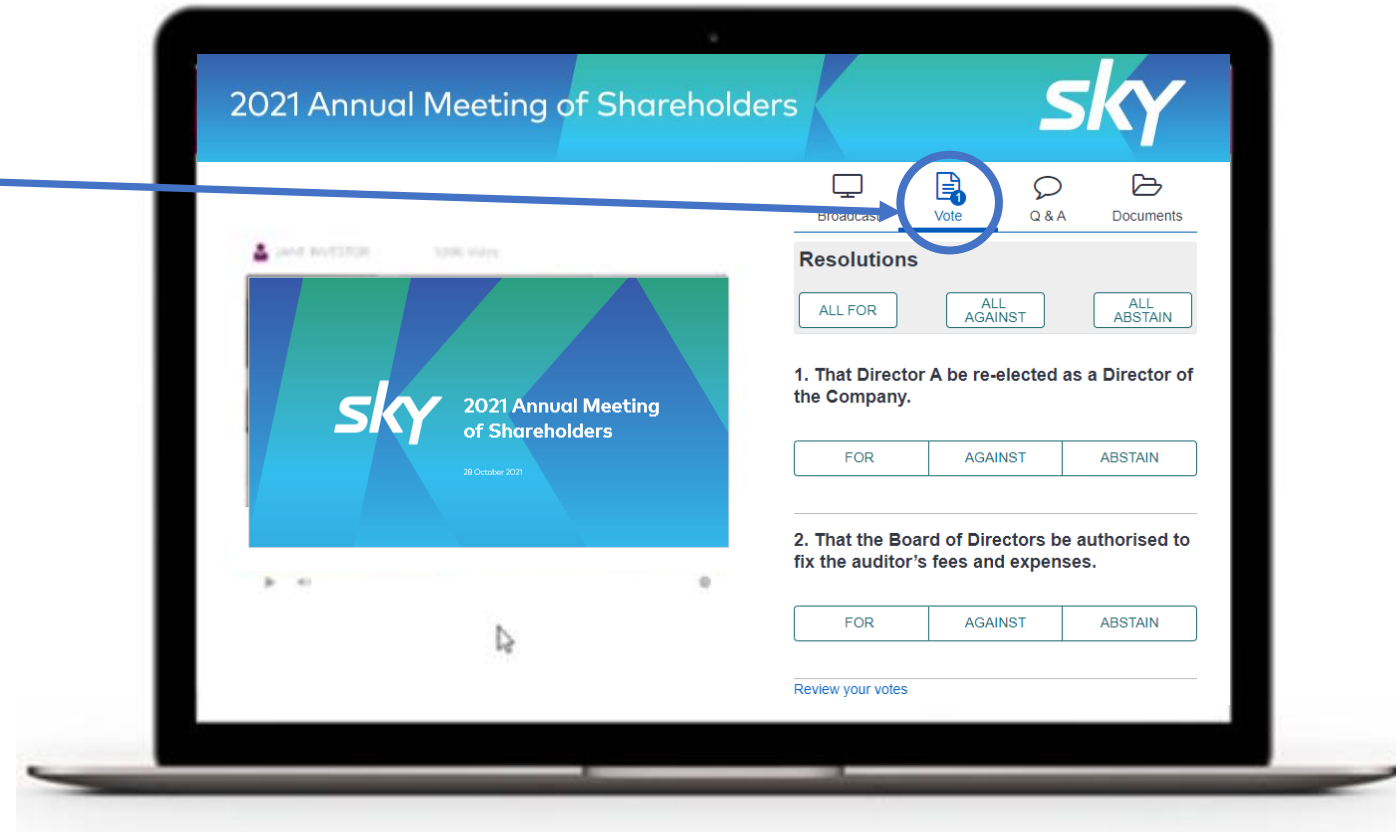 2021 Annual Meeting of Shareholders
sky
Broadcast
Vote
1
Q & A
Documents
JANE INVESTOR
Votes
Resolutions
ALL FOR
ALL
AGAINST
ALL
ABSTAIN
sky
2021 Annual Meeting
of Shareholders
28 October 2021
1. That Director A be re-elected as a Director of
the Company.
FOR
AGAINST
ABSTAIN
2. That the Board of Directors be authorised to
fix the auditor's fees and expenses.
FOR
AGAINST
ABSTAIN
Review your votes